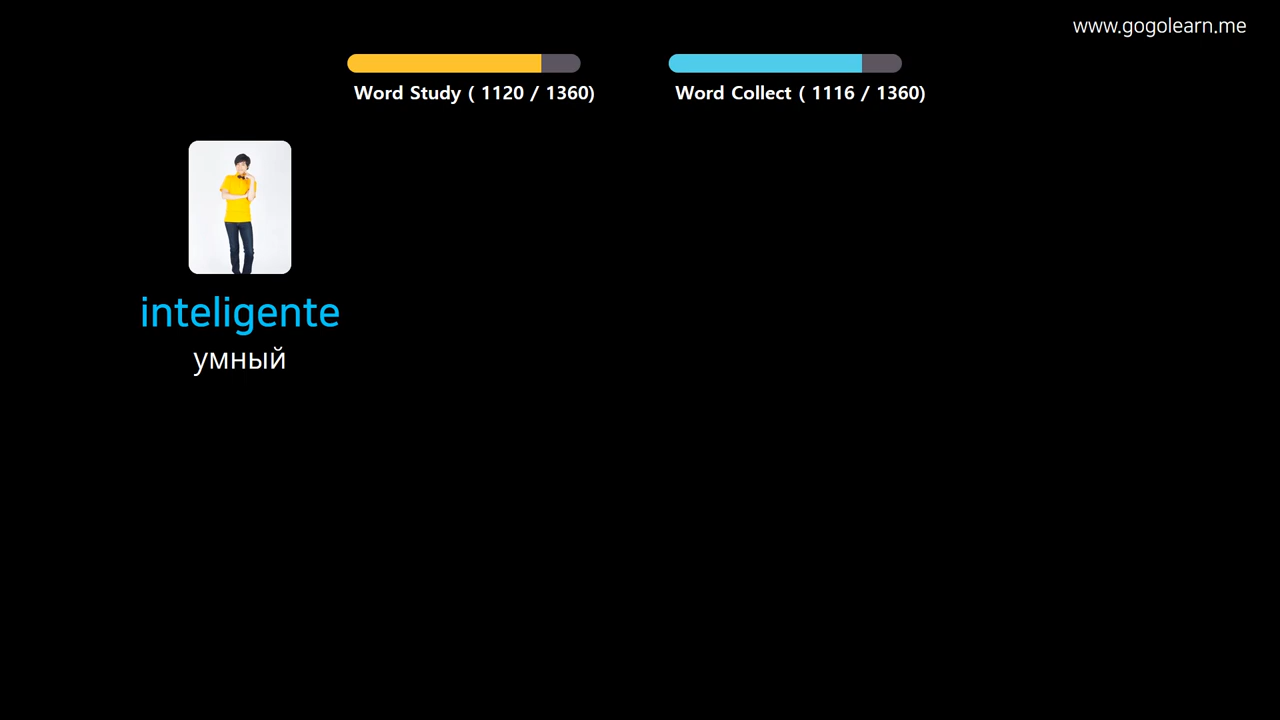 www.gogolearn.me
Word Study ( 1120 / 1360)
Word Collect ( 1116 / 1360)
inteligente
умный